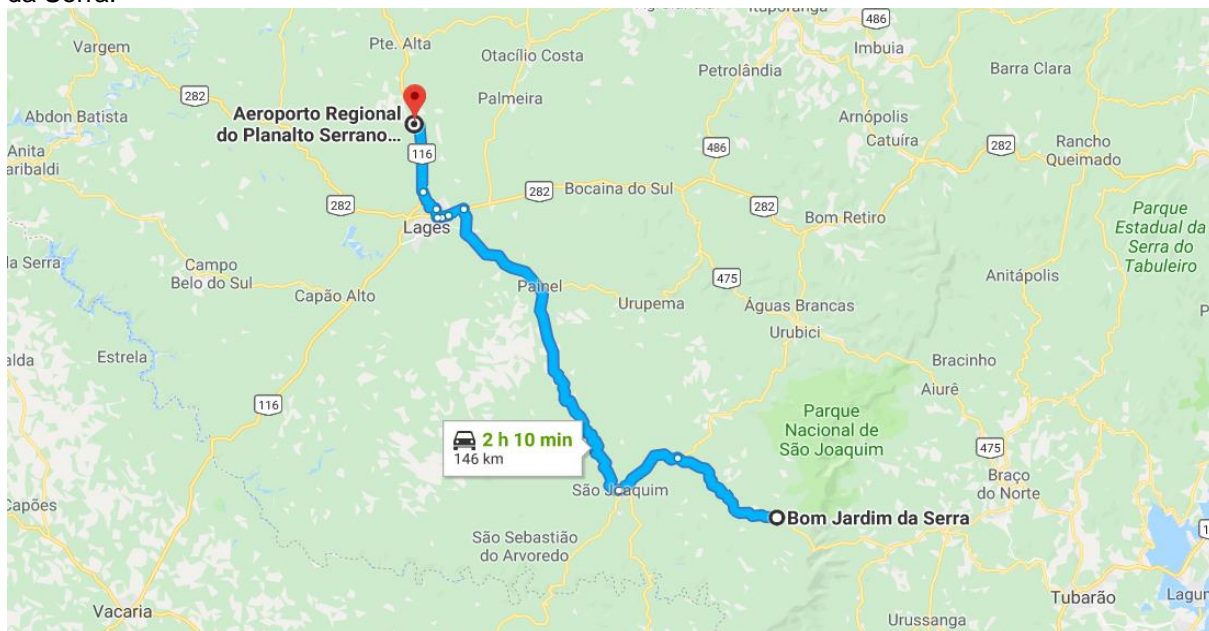 da Serra.
486
Imbuia
Vargem
Pte. Alta
Otacílio Costa
Petrolândia
Barra Clara
282
Palmeira
Abdon Batista
Aeroporto Regional
do Planalto Serrano...
Arnópolis
Catuíra
282
Rancho
Queimado
Anita
aribaldi
116
486
282
Bocaina do Sul
282
282
Bom Retiro
Parque
Estadual da
Serra do
Tabuleiro
Lages
la Serra
Campo
Belo do Sul
Capão Alto
Painel
Urupema
475
Águas Brancas
Anitápolis
Urubici
Estrela
Bracinho
Aiurê
116
Parque
Nacional de
São Joaquim
2 h 10 min
146 km
475
Braço
do Norte
São Joaquim
Capões
Bom Jardim da Serra
São Sebastião
do Arvoredo
Vacaria
Tubarão
Lagun
Urussanga